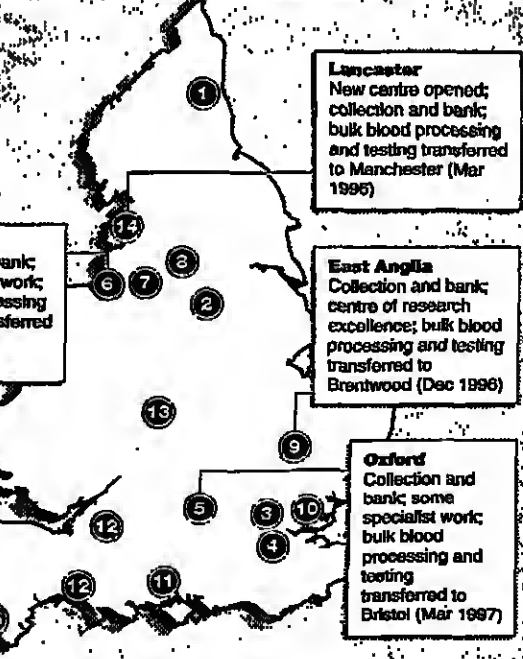 Lancaster
New centre opened;
collection and bank;
bulk blood processing
and testing transferred
to Manchester (Mar
1996)
ank;
work;
essing
sferred
East Anglia
Collection and bank;
centre of research
excellence; bulk blood
processing and testing
transferred to
Brentwood (Dec 1996)
Oxford
Collection and
bank; some
specialist work;
bulk blood
processing and
testing
transferred to
Bristol (Mar 1997)
1
14
8
6
7
2
13
9
5
3
10
12
4
12
11